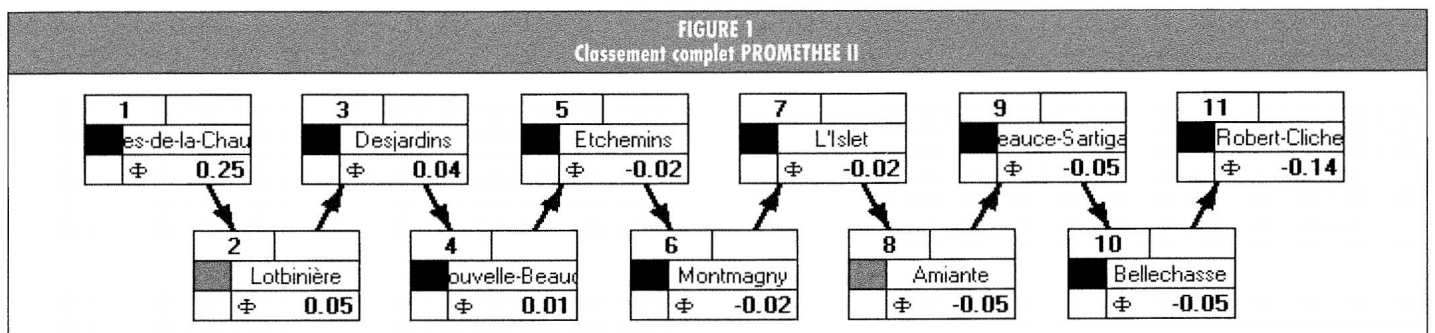 FIGURE 1
Classement complet PROMETHEE II
1
es-de-la-Chau
Φ 0.25
2
Lotbinière
Φ 0.05
3
Desjardins
Φ 0.04
4
ouvelle-Beauc
Φ 0.01
5
Etchemins
Φ -0.02
6
Montmagny
Φ -0.02
7
L'Islet
Φ -0.02
8
Amiante
Φ -0.05
9
eauce-Sartiga
Φ -0.05
10
Bellechasse
Φ -0.05
11
Robert-Cliche
Φ -0.14